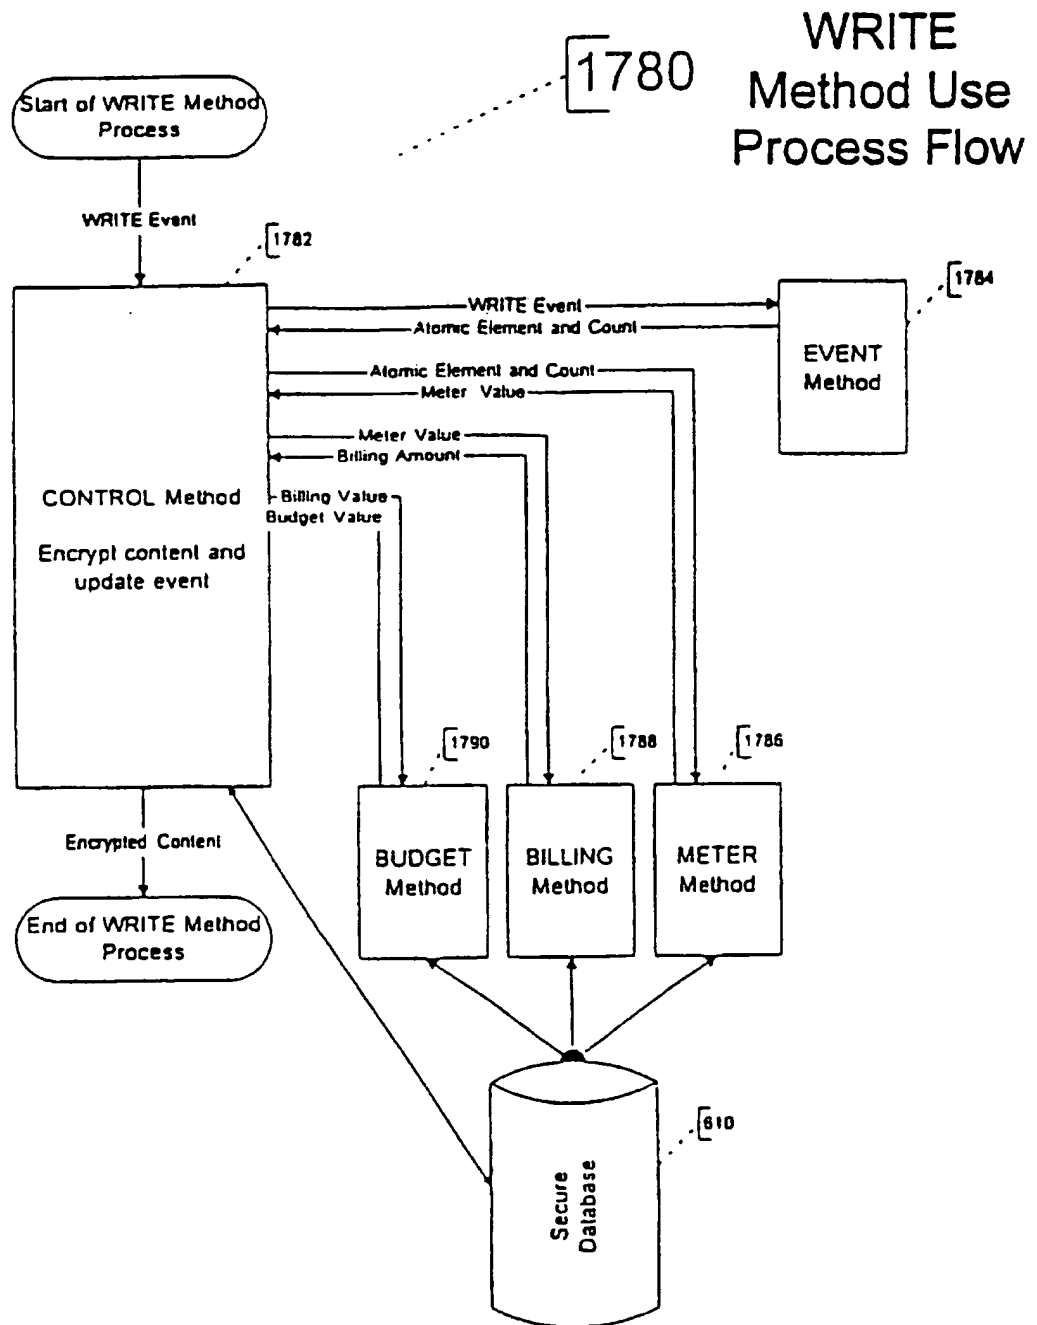 1780
WRITE
Method Use
Process Flow
Start of WRITE Method
Process
WRITE Event
1782
1784
WRITE Event
Atomic Element and Count
EVENT
Method
Atomic Element and Count
Meter Value
Meter Value
Billing Amount
CONTROL Method
Billing Value
Budget Value
Encrypt content and
update event
1790
1788
1786
Encrypted Content
BUDGET
Method
BILLING
Method
METER
Method
End of WRITE Method
Process
610
Secure
Database